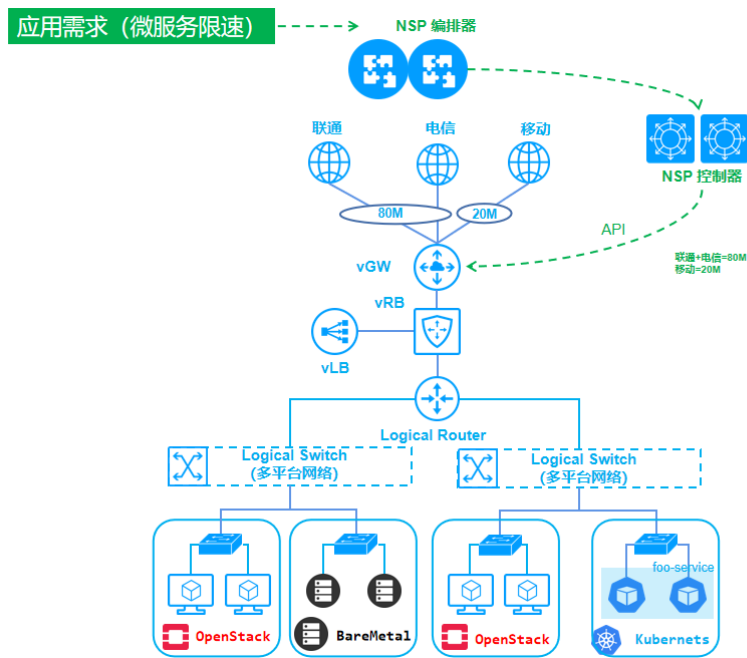 应用需求（微服务限速）
NSP 编排器
联通
电信
移动
NSP 控制器
80M
20M
API
联通+电信=80M
移动=20M
vGW
vRB
vLB
Logical Router
Logical Switch
(多平台网络)
Logical Switch
(多平台网络)
foo-service
OpenStack
BareMetal
OpenStack
Kubernets